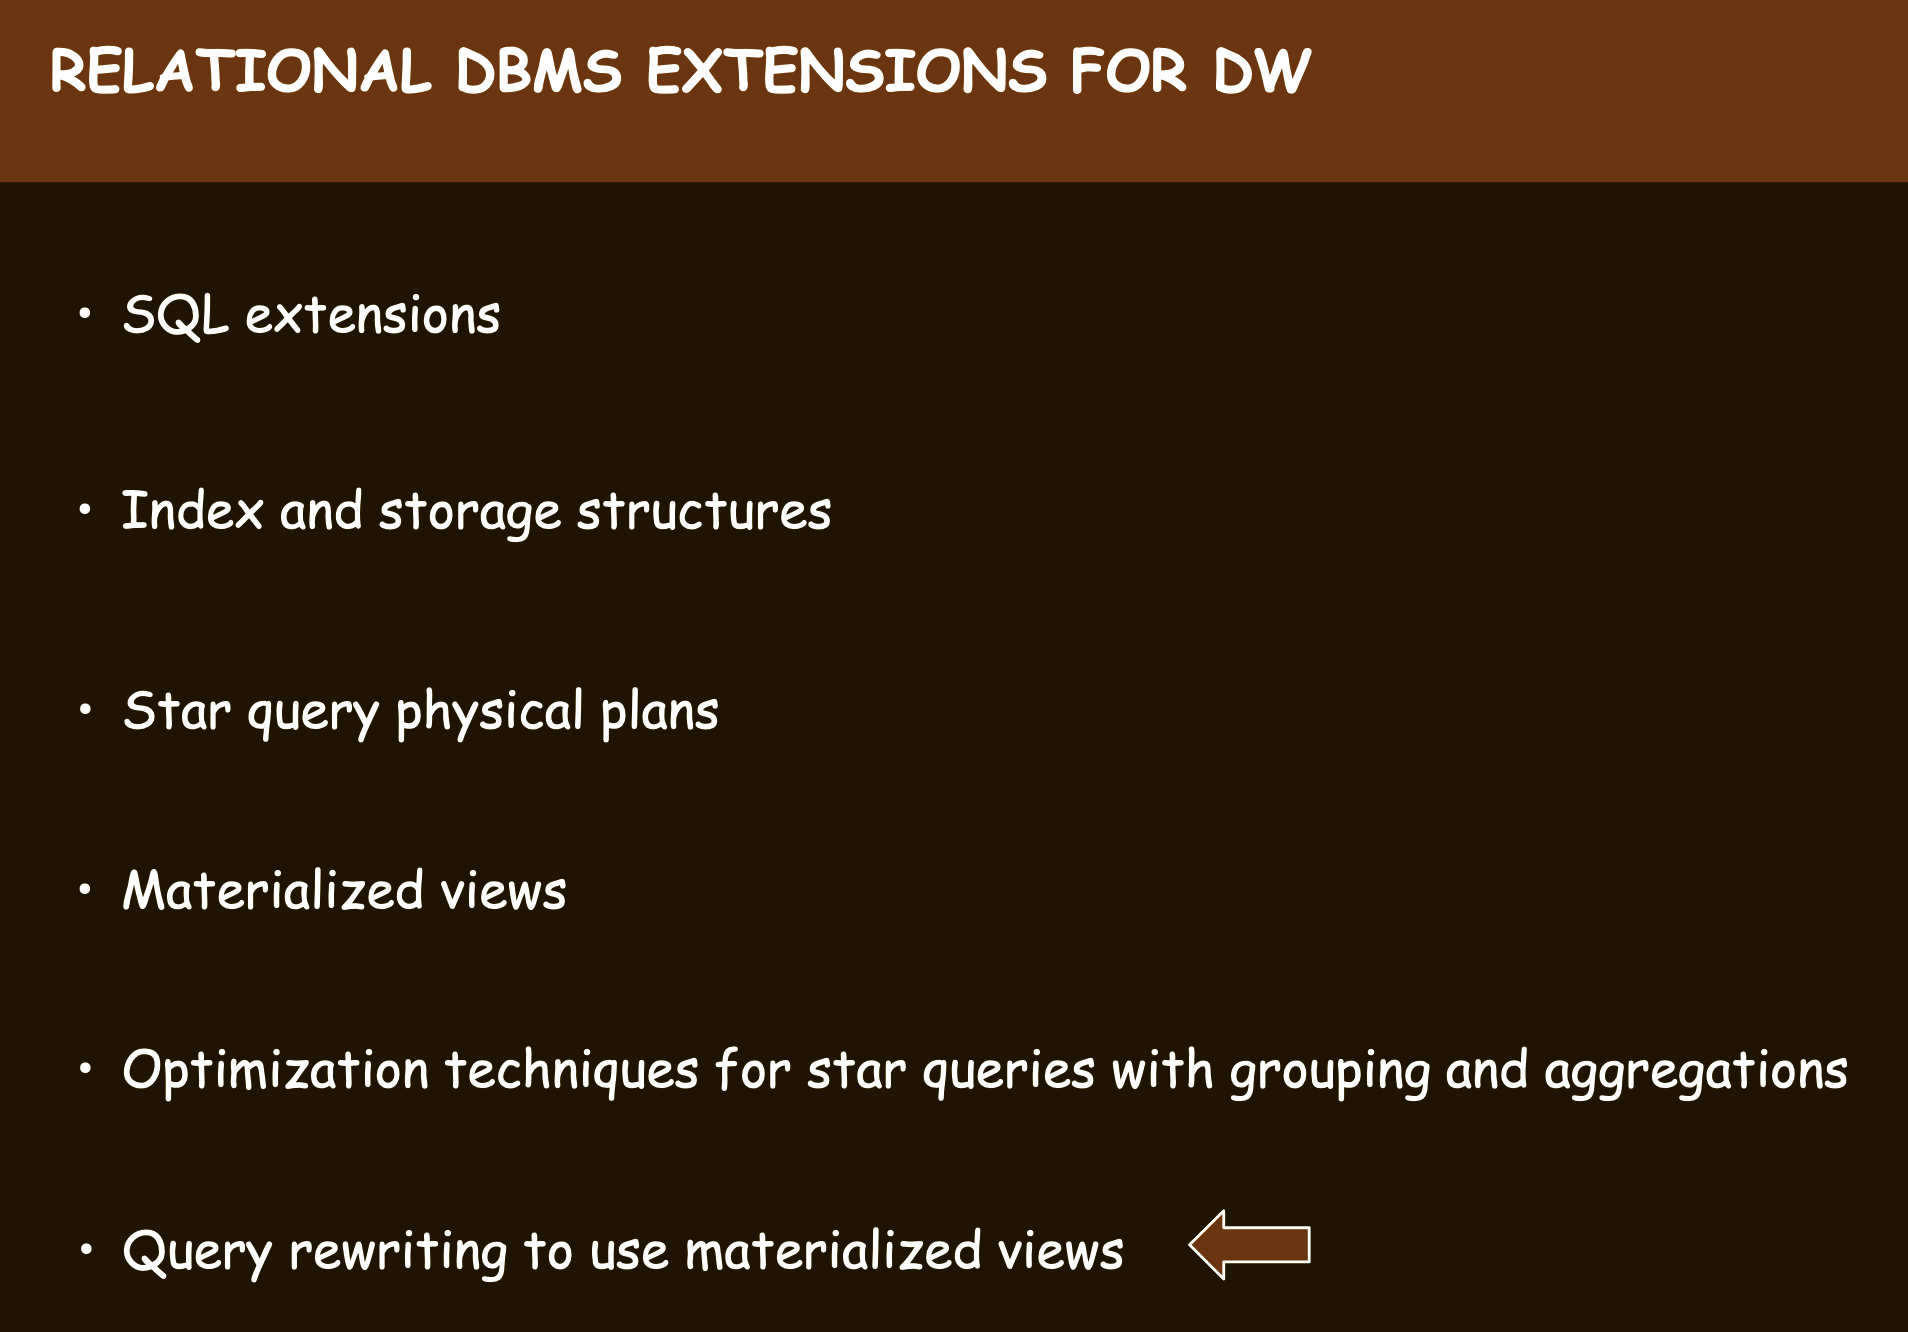 RELATIONAL DBMS EXTENSIONS FOR DW
• SQL extensions
• Index and storage structures
• Star query physical plans
• Materialized views
• Optimization techniques for star queries with grouping and aggregations
• Query rewriting to use materialized views